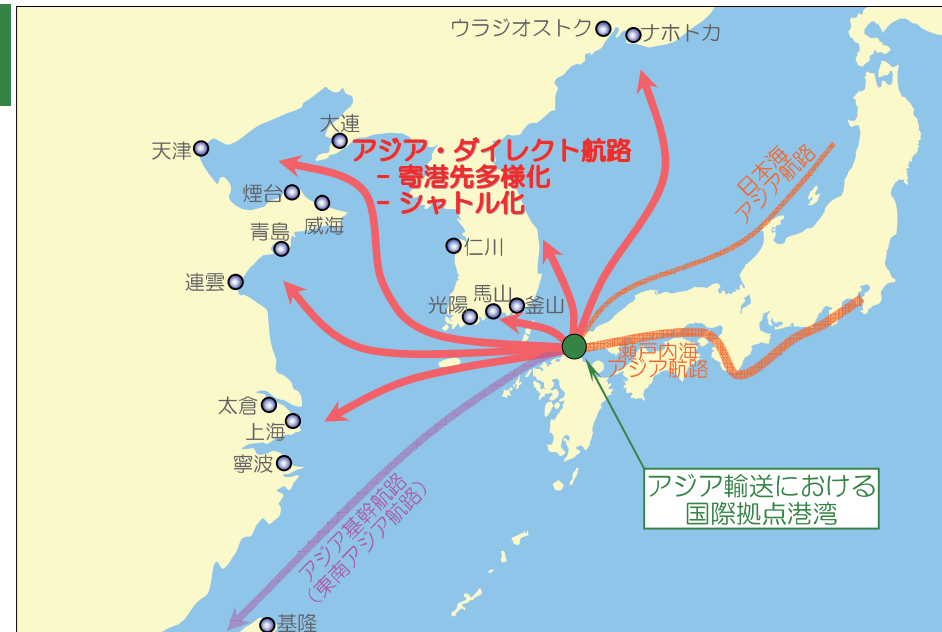 ウラジオストク
ナホトカ
大連
天津
アジア・ダイレクト航路
- 寄港先多様化
- シャトル化
日本海
アジア航路
煙台
威海
青島
仁川
連雲
光陽
馬山
釜山
瀬戸内海
アジア航路
太倉
上海
寧波
アジア輸送における
国際拠点港湾
アジア基幹航路
(東南アジア航路)
基隆